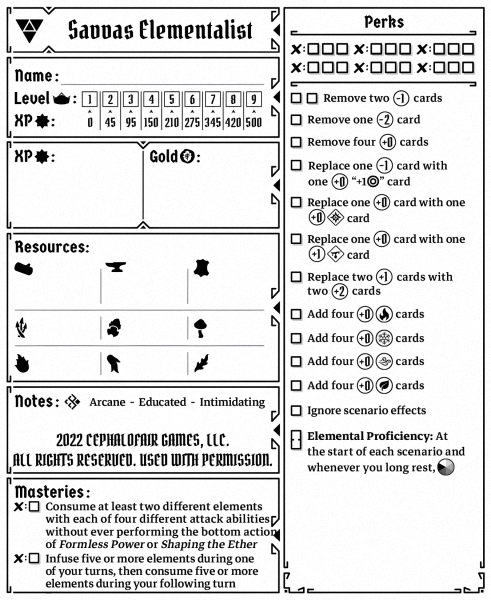 Savvas Elementalist
Name:
Level : 1 2 3 4 5 6 7 8 9
XP : 0 45 95 150 210 275 345 420 500
XP : Gold :
Resources:
Notes: Arcane - Educated - Intimidating
2022 CEPHALOFAIR GAMES, LLC.
ALL RIGHTS RESERVED. USED WITH PERMISSION.
Masteries:
Consume at least two different elements
with each of four different attack abilities
without ever performing the bottom action
of Formless Power or Shaping the Ether
Infuse five or more elements during one
of your turns, then consume five or more
elements during your following turn
Perks
Remove two -1 cards
Remove one -2 card
Remove four +0 cards
Replace one -1 card with
one +0 "+1" card
Replace one +0 card with one
+0 card
Replace one +0 card with one
+1 card
Replace two +1 cards with
two +2 cards
Add four +0 cards
Add four +0 cards
Add four +0 cards
Add four +0 cards
Ignore scenario effects
Elemental Proficiency: At
the start of each scenario and
whenever you long rest,